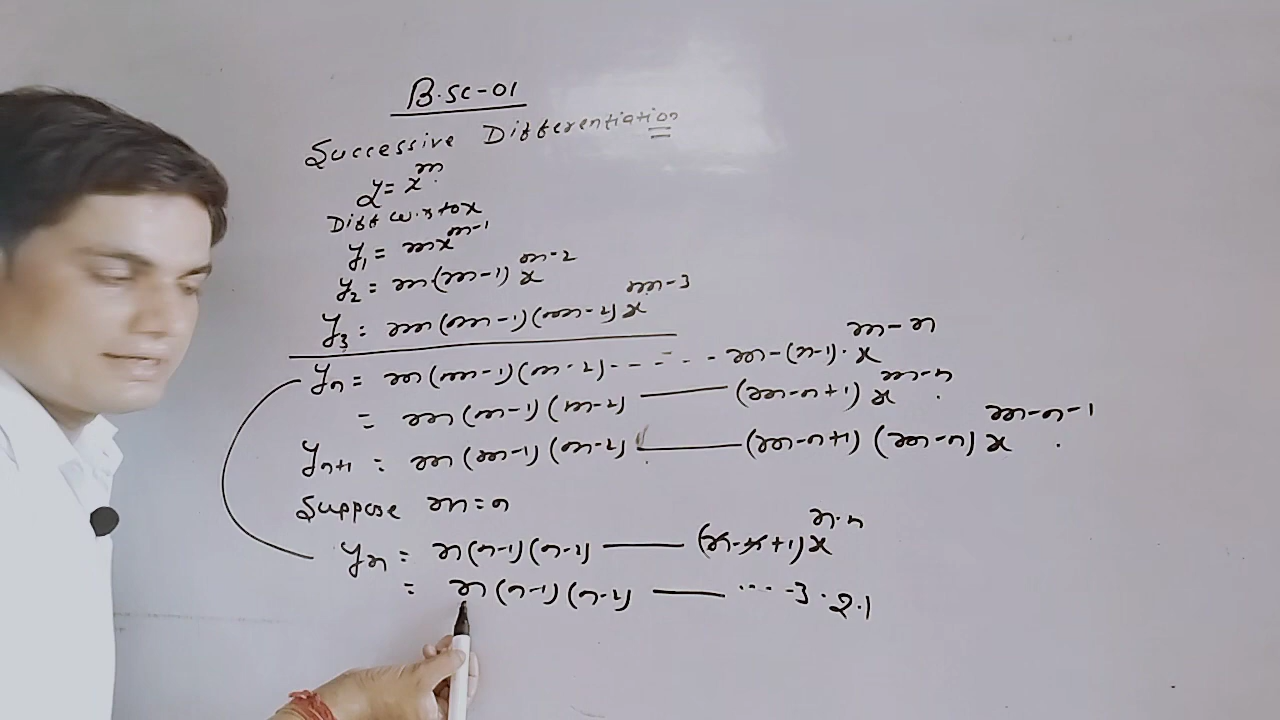 B.Sc-01
Successive Differentiation
y = x^m.
Diff w.r to x
y₁ = mx^{m-1}
y₂ = m(m-1) x^{m-2}
y₃ = m(m-1)(m-2) x^{m-3}
yₙ = m(m-1)(m-2)------- m-(n-1). x^{m-n}
= m(m-1)(m-2) —— (m-n+1) x^{m-n}.
yₙ₊₁ = m(m-1)(m-2) —— (m-n+1)(m-n) x^{m-n-1}.
Suppose m=n
yₙ = n(n-1)(n-2) —— (n-n+1) x^{n-n}
= n(n-1)(n-2) —— ....-3.2.1